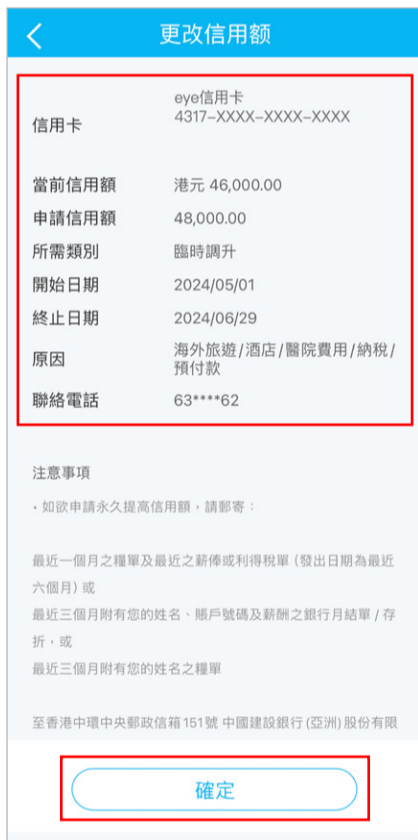 更改信用额
eye信用卡
信用卡 4317-XXXX-XXXX-XXXX
當前信用額 港元 46,000.00
申請信用額 48,000.00
所需類別 臨時調升
開始日期 2024/05/01
終止日期 2024/06/29
原因 海外旅遊/酒店/醫院費用/納稅/
預付款
聯絡電話 63****62
注意事項
・如欲申請永久提高信用額，請郵寄：
最近一個月之糧單及最近之薪俸或利得稅單 (發出日期為最近
六個月) 或
最近三個月附有您的姓名、賬戶號碼及薪酬之銀行月結單 / 存
折，或
最近三個月附有您的姓名之糧單
至香港中環中央郵政信箱151號 中國建設銀行(亞洲)股份有限
確定